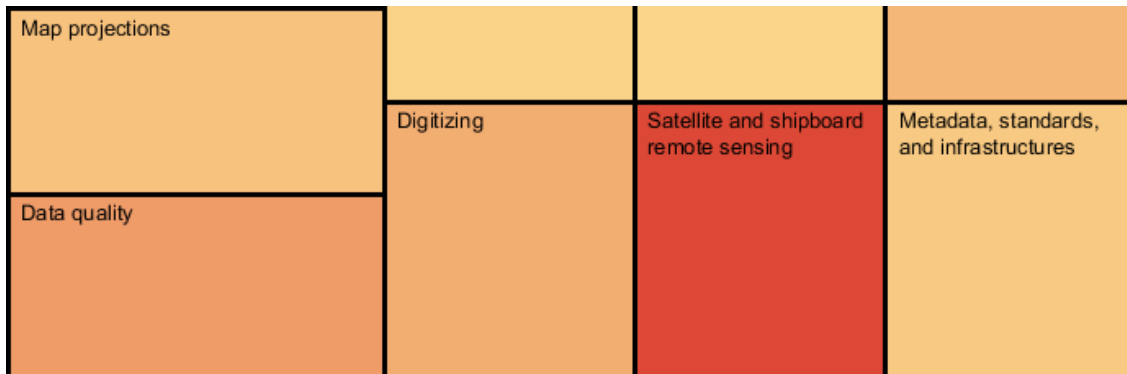 Map projections
Data quality
Digitizing
Satellite and shipboard
remote sensing
Metadata, standards,
and infrastructures